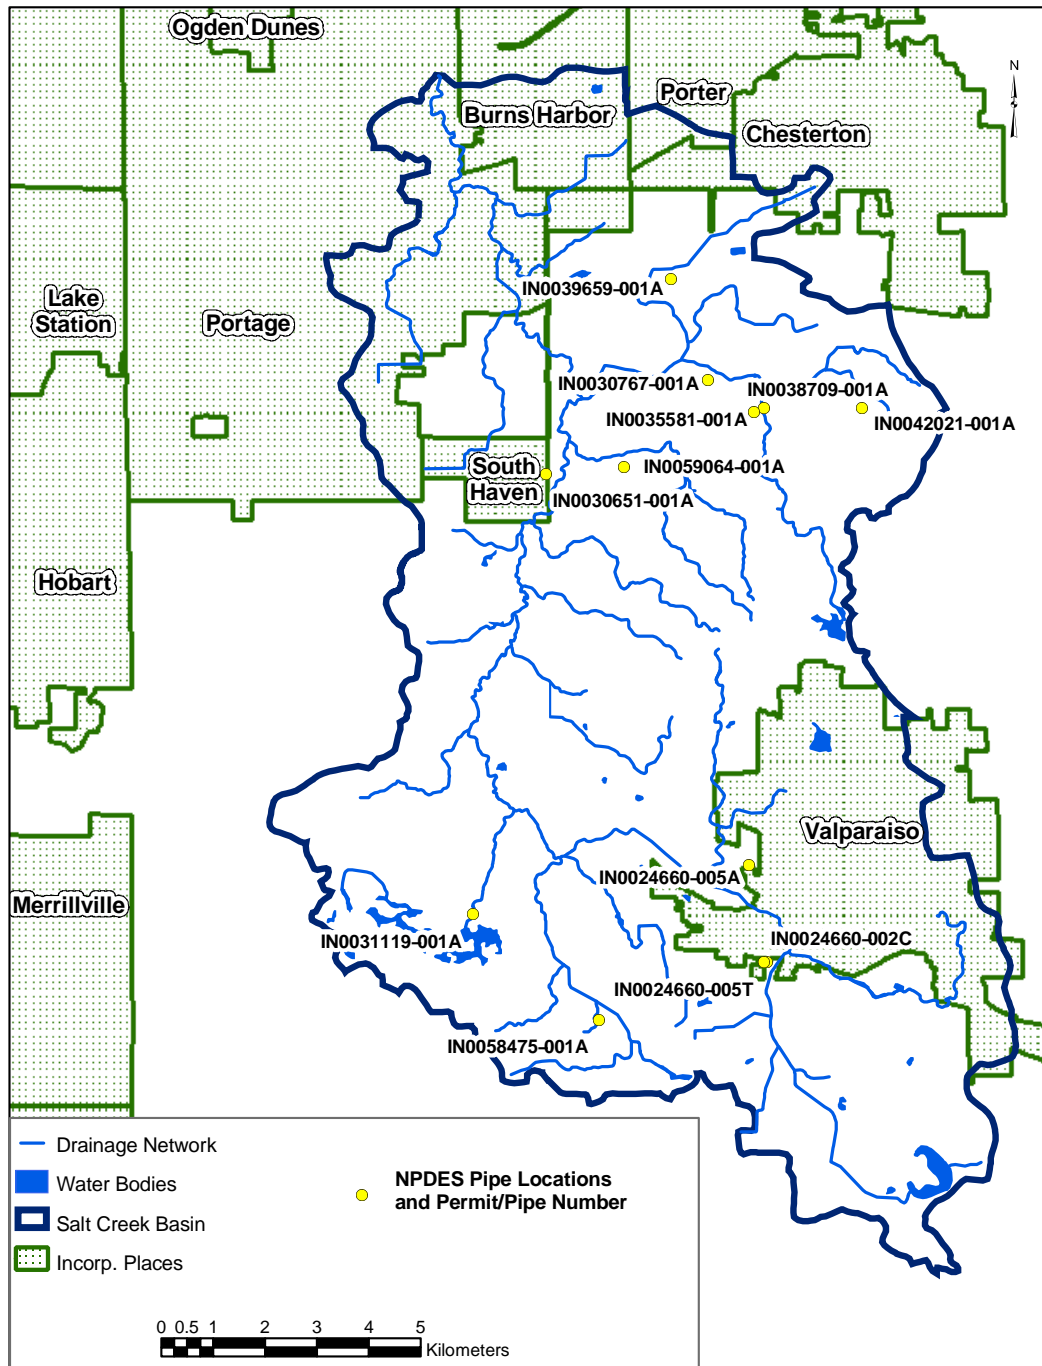 Ogden Dunes
N
Porter
Burns Harbor
Chesterton
IN0039659-001A
Lake
Station
Portage
IN0030767-001A
IN0038709-001A
IN0035581-001A
IN0042021-001A
South
Haven
IN0059064-001A
IN0030651-001A
Hobart
Valparaiso
IN0024660-005A
Merrillville
IN0031119-001A
IN0024660-002C
IN0024660-005T
IN0058475-001A
Drainage Network
Water Bodies
Salt Creek Basin
Incorp. Places
NPDES Pipe Locations
and Permit/Pipe Number
0 0.5 1 2 3 4 5
Kilometers